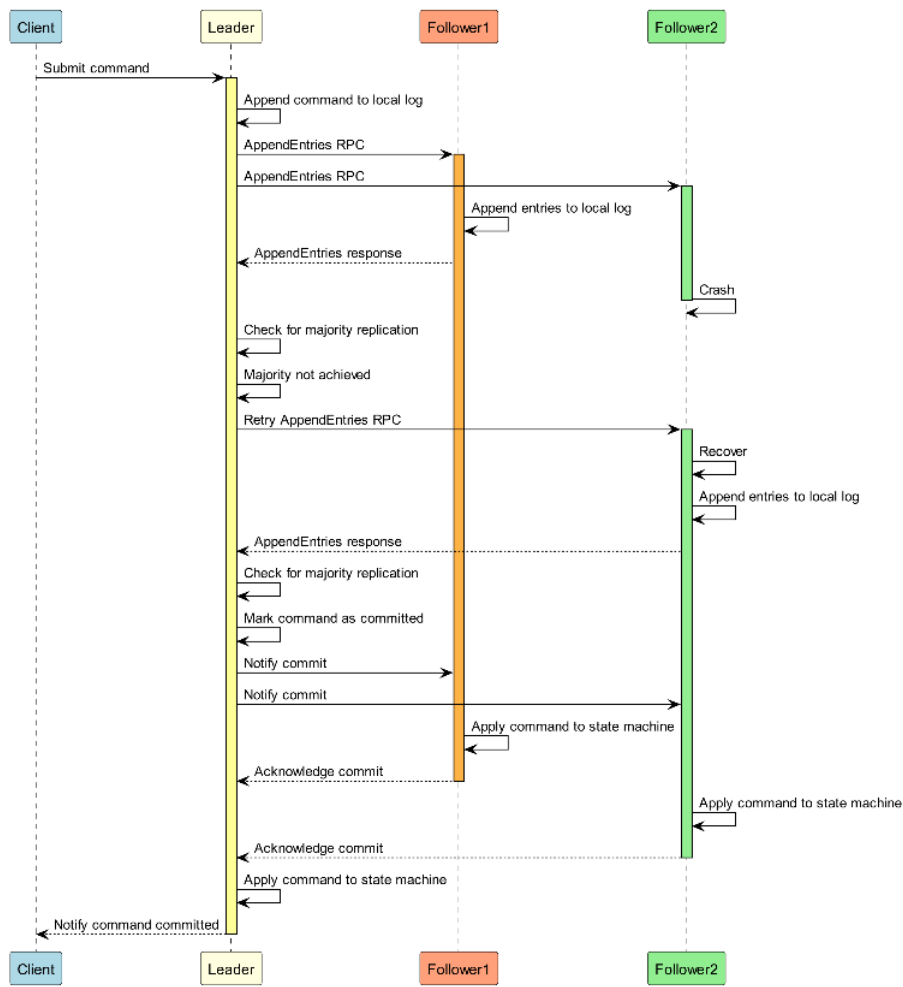 Client Leader Follower1 Follower2
Submit command
Append command to local log
AppendEntries RPC
AppendEntries RPC
Append entries to local log
AppendEntries response
Crash
Check for majority replication
Majority not achieved
Retry AppendEntries RPC
Recover
Append entries to local log
AppendEntries response
Check for majority replication
Mark command as committed
Notify commit
Notify commit
Apply command to state machine
Acknowledge commit
Apply command to state machine
Acknowledge commit
Apply command to state machine
Notify command committed
Client Leader Follower1 Follower2